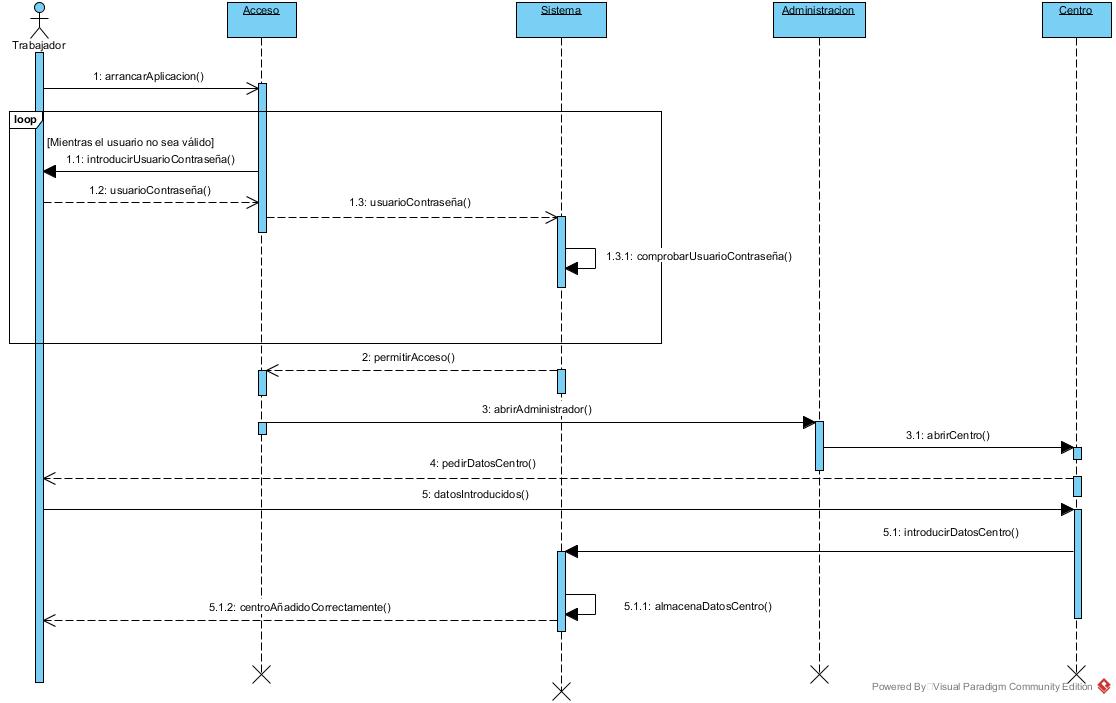 Acceso
Sistema
Administracion
Centro
Trabajador
1: arrancarAplicacion()
loop
[Mientras el usuario no sea válido]
1.1: introducirUsuarioContraseña()
1.2: usuarioContraseña()
1.3: usuarioContraseña()
1.3.1: comprobarUsuarioContraseña()
2: permitirAcceso()
3: abrirAdministrador()
3.1: abrirCentro()
4: pedirDatosCentro()
5: datosIntroducidos()
5.1: introducirDatosCentro()
5.1.1: almacenaDatosCentro()
5.1.2: centroAñadidoCorrectamente()
Powered By Visual Paradigm Community Edition